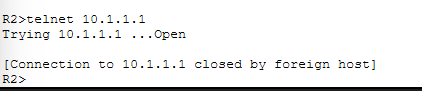 R2>telnet 10.1.1.1
Trying 10.1.1.1 ...Open
[Connection to 10.1.1.1 closed by foreign host]
R2>